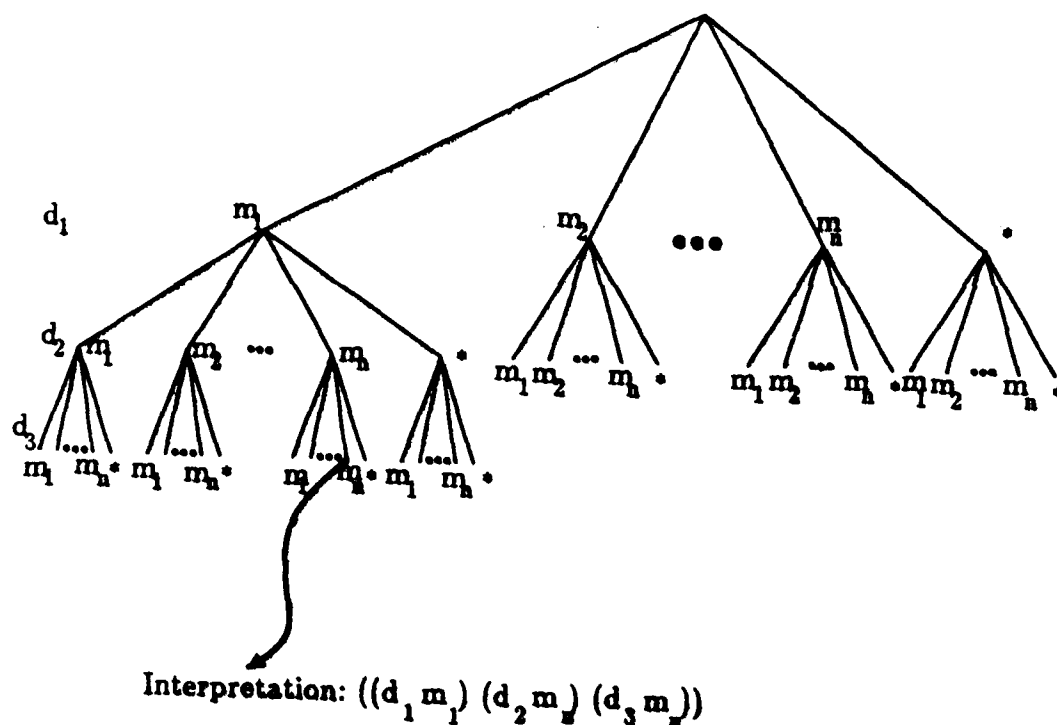 d₁ m₁ m₂ ••• mₙ *
d₂ m₁ m₂ ••• mₙ * m₁ m₂ ••• mₙ * m₁ m₂ ••• mₙ * m₁ m₂ ••• mₙ *
d₃ m₁ ••• mₙ * m₁ ••• mₙ * m₁ ••• mₙ * m₁ ••• mₙ *
Interpretation: ((d₁ m₁) (d₂ mₙ) (d₃ mₙ))